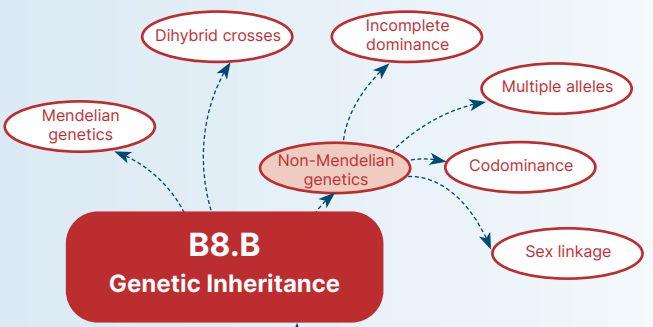 Dihybrid crosses
Incomplete
dominance
Multiple alleles
Mendelian
genetics
Non-Mendelian
genetics
Codominance
B8.B
Genetic Inheritance
Sex linkage